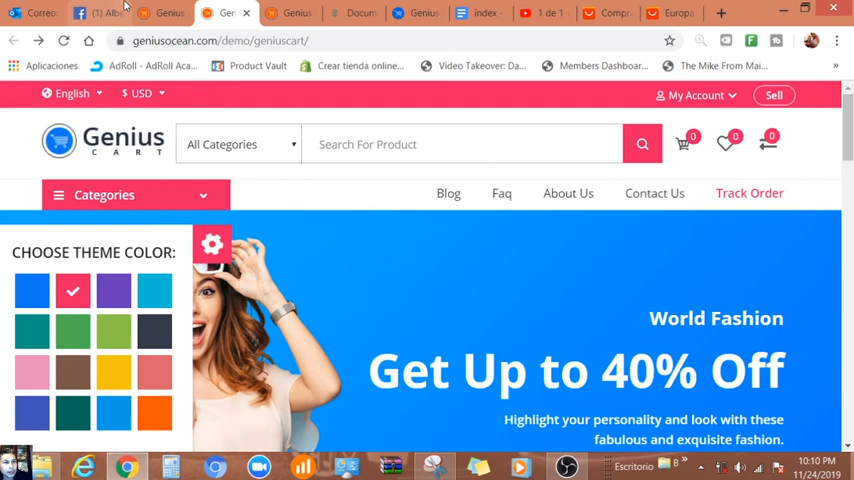 Correo
(1) Albe
Genius
Gen
Genius
Docum
Genius
index -
1 de 1
Compr
Europa
geniusocean.com/demo/geniuscart/
Aplicaciones
AdRoll - AdRoll Aca...
Product Vault
Crear tienda online...
Video Takeover: Da...
Members Dashboar...
The Mike From Mai...
»
English
$ USD
My Account
Sell
Genius
CART
All Categories
Search For Product
0
0
0
Categories
Blog
Faq
About Us
Contact Us
Track Order
CHOOSE THEME COLOR:
World Fashion
Get Up to 40% Off
Highlight your personality and look with these
fabulous and exquisite fashion.
Escritorio
B
»
10:10 PM
11/24/2019